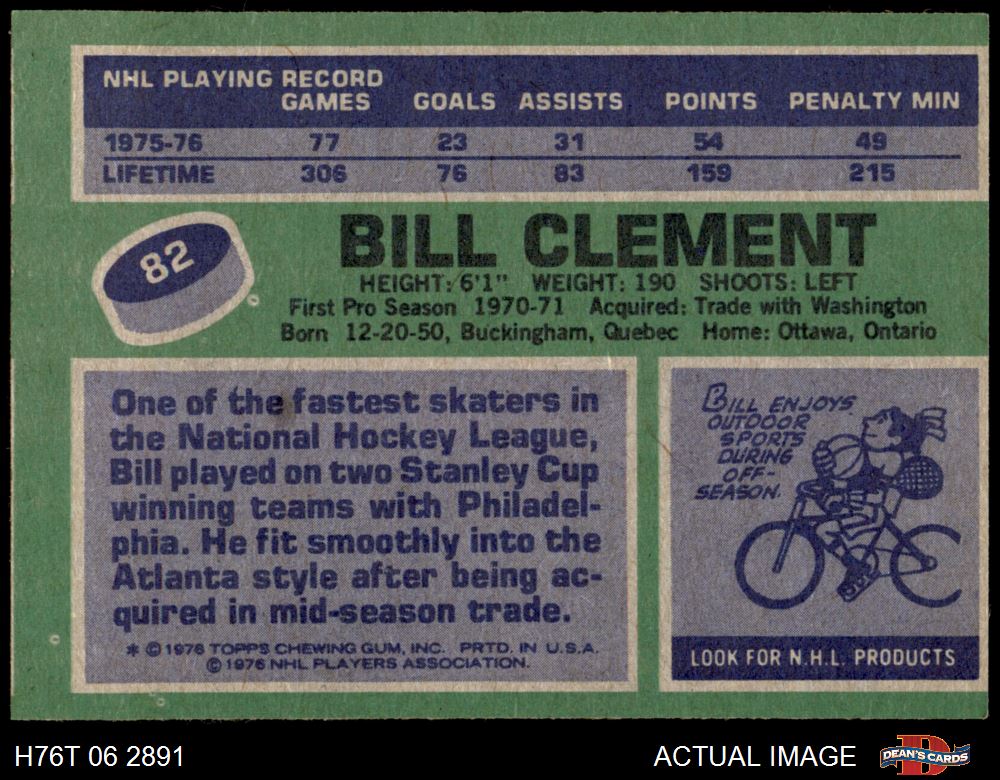 NHL PLAYING RECORD
GAMES GOALS ASSISTS POINTS PENALTY MIN
1975-76 77 23 31 54 49
LIFETIME 306 76 83 159 215
82
BILL CLEMENT
HEIGHT: 6'1" WEIGHT: 190 SHOOTS: LEFT
First Pro Season 1970-71 Acquired: Trade with Washington
Born 12-20-50, Buckingham, Quebec Home: Ottawa, Ontario
One of the fastest skaters in
the National Hockey League,
Bill played on two Stanley Cup
winning teams with Philadel-
phia. He fit smoothly into the
Atlanta style after being ac-
quired in mid-season trade.
* © 1976 TOPPS CHEWING GUM, INC. PRTD. IN U.S.A.
© 1976 NHL PLAYERS ASSOCIATION.
BILL ENJOYS
OUTDOOR
SPORTS
DURING
OFF-
SEASON.
LOOK FOR N.H.L. PRODUCTS
H76T 06 2891
ACTUAL IMAGE
D
DEAN'S CARDS